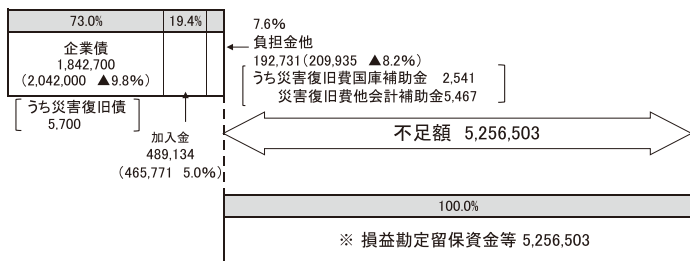 73.0%
19.4%
7.6%
負担金他
192,731(209,935 ▲8.2%)
うち災害復旧費国庫補助金 2,541
災害復旧費他会計補助金5,467
企業債
1,842,700
(2,042,000 ▲9.8%)
うち災害復旧債
5,700
加入金
489,134
(465,771 5.0%)
不足額 5,256,503
100.0%
※ 損益勘定留保資金等 5,256,503